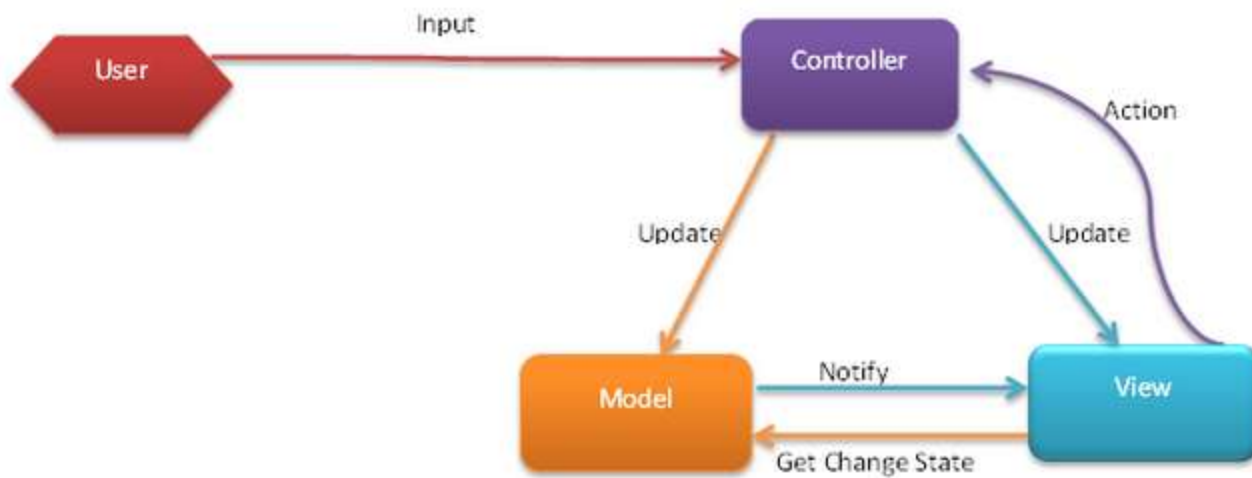 Input
User
Controller
Action
Update
Update
Model
Notify
View
Get Change State